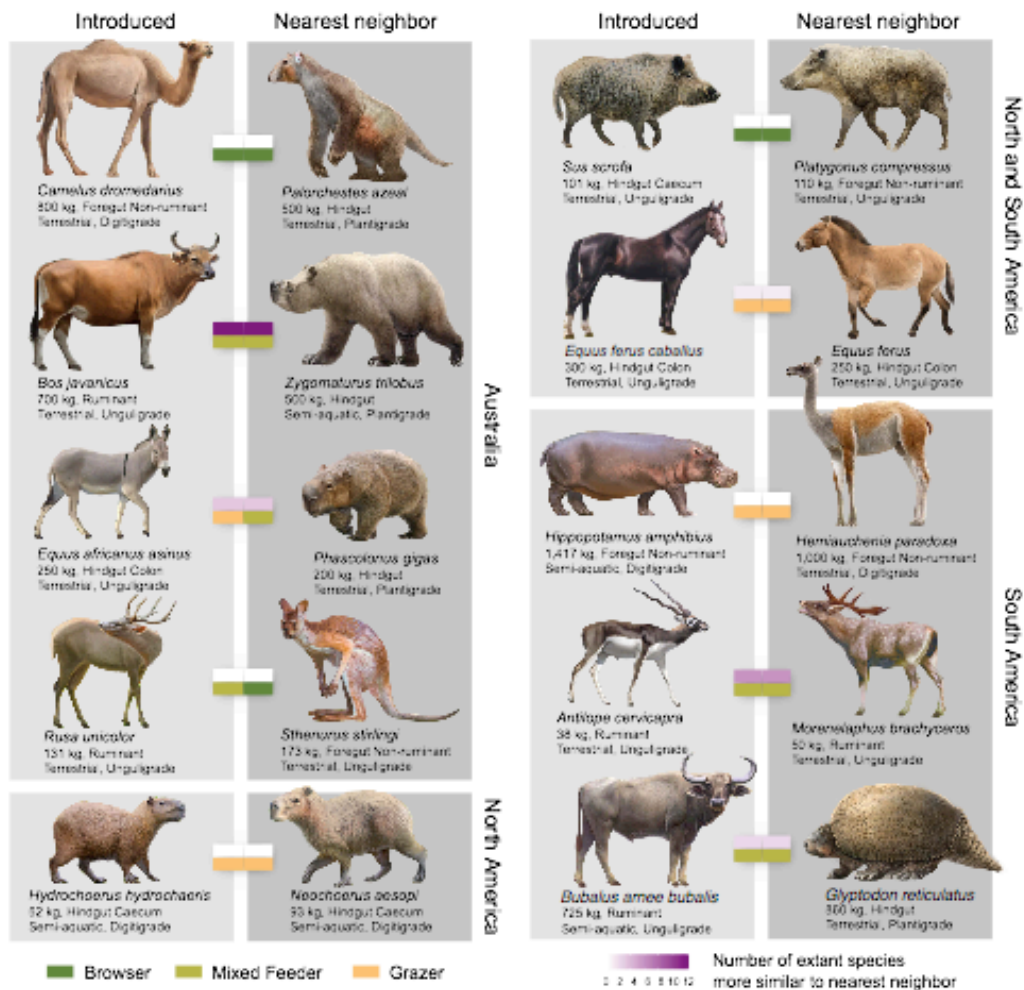 Introduced
Nearest neighbor
Camelus dromedarius
800 kg, Foregut Non-ruminant
Terrestrial, Digitigrade
Palorchestes azeal
500 kg, Hindgut
Terrestrial, Plantigrade
Bos javanicus
700 kg, Ruminant
Terrestrial, Unguligrade
Zygomaturus trilobus
500 kg, Hindgut
Semi-aquatic, Plantigrade
Equus africanus asinus
250 kg, Hindgut Colon
Terrestrial, Unguligrade
Phascolonus gigas
200 kg, Hindgut
Terrestrial, Plantigrade
Rusa unicolor
131 kg, Ruminant
Terrestrial, Unguligrade
Sthenurus stirlingi
173 kg, Foregut Non-ruminant
Terrestrial, Unguligrade
Australia
Hydrochoerus hydrochaeris
kg, Hindgut Caecum
Semi-aquatic, Digitigrade
Neochoerus aesopi
kg, Hindgut Caecum
Semi-aquatic, Digitigrade
North America
Introduced
Nearest neighbor
Sus scrofa
101 kg, Hindgut Caecum
Terrestrial, Unguligrade
Platygonus compressus
110 kg, Foregut Non-ruminant
Terrestrial, Unguligrade
Equus ferus caballus
300 kg, Hindgut Colon
Terrestrial, Unguligrade
Equus ferus
250 kg, Hindgut Colon
Terrestrial, Unguligrade
North and South America
Hippopotamus amphibius
1,417 kg, Foregut Non-ruminant
Semi-aquatic, Digitigrade
Hemiauchenia paradoxa
1,000 kg, Foregut Non-ruminant
Terrestrial, Digitigrade
Antilope cervicapra
38 kg, Ruminant
Terrestrial, Unguligrade
Morenelaphus brachyceros
50 kg, Ruminant
Terrestrial, Unguligrade
Bubalus arnee bubalis
725 kg, Ruminant
Semi-aquatic, Unguligrade
Glyptodon reticulatus
kg, Hindgut
Terrestrial, Plantigrade
South America
Browser
Mixed Feeder
Grazer
0 2 4 6 8 10 12
Number of extant species
more similar to nearest neighbor